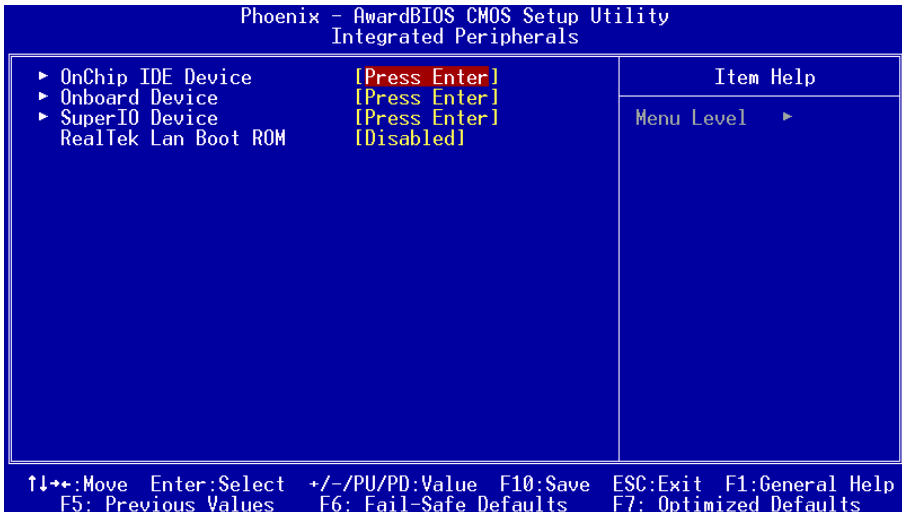 Phoenix - AwardBIOS CMOS Setup Utility
Integrated Peripherals
► OnChip IDE Device [Press Enter]
► Onboard Device [Press Enter]
► SuperIO Device [Press Enter]
RealTek Lan Boot ROM [Disabled]
Item Help
Menu Level ►
↑↓→←:Move Enter:Select +/-/PU/PD:Value F10:Save ESC:Exit F1:General Help
F5: Previous Values F6: Fail-Safe Defaults F7: Optimized Defaults